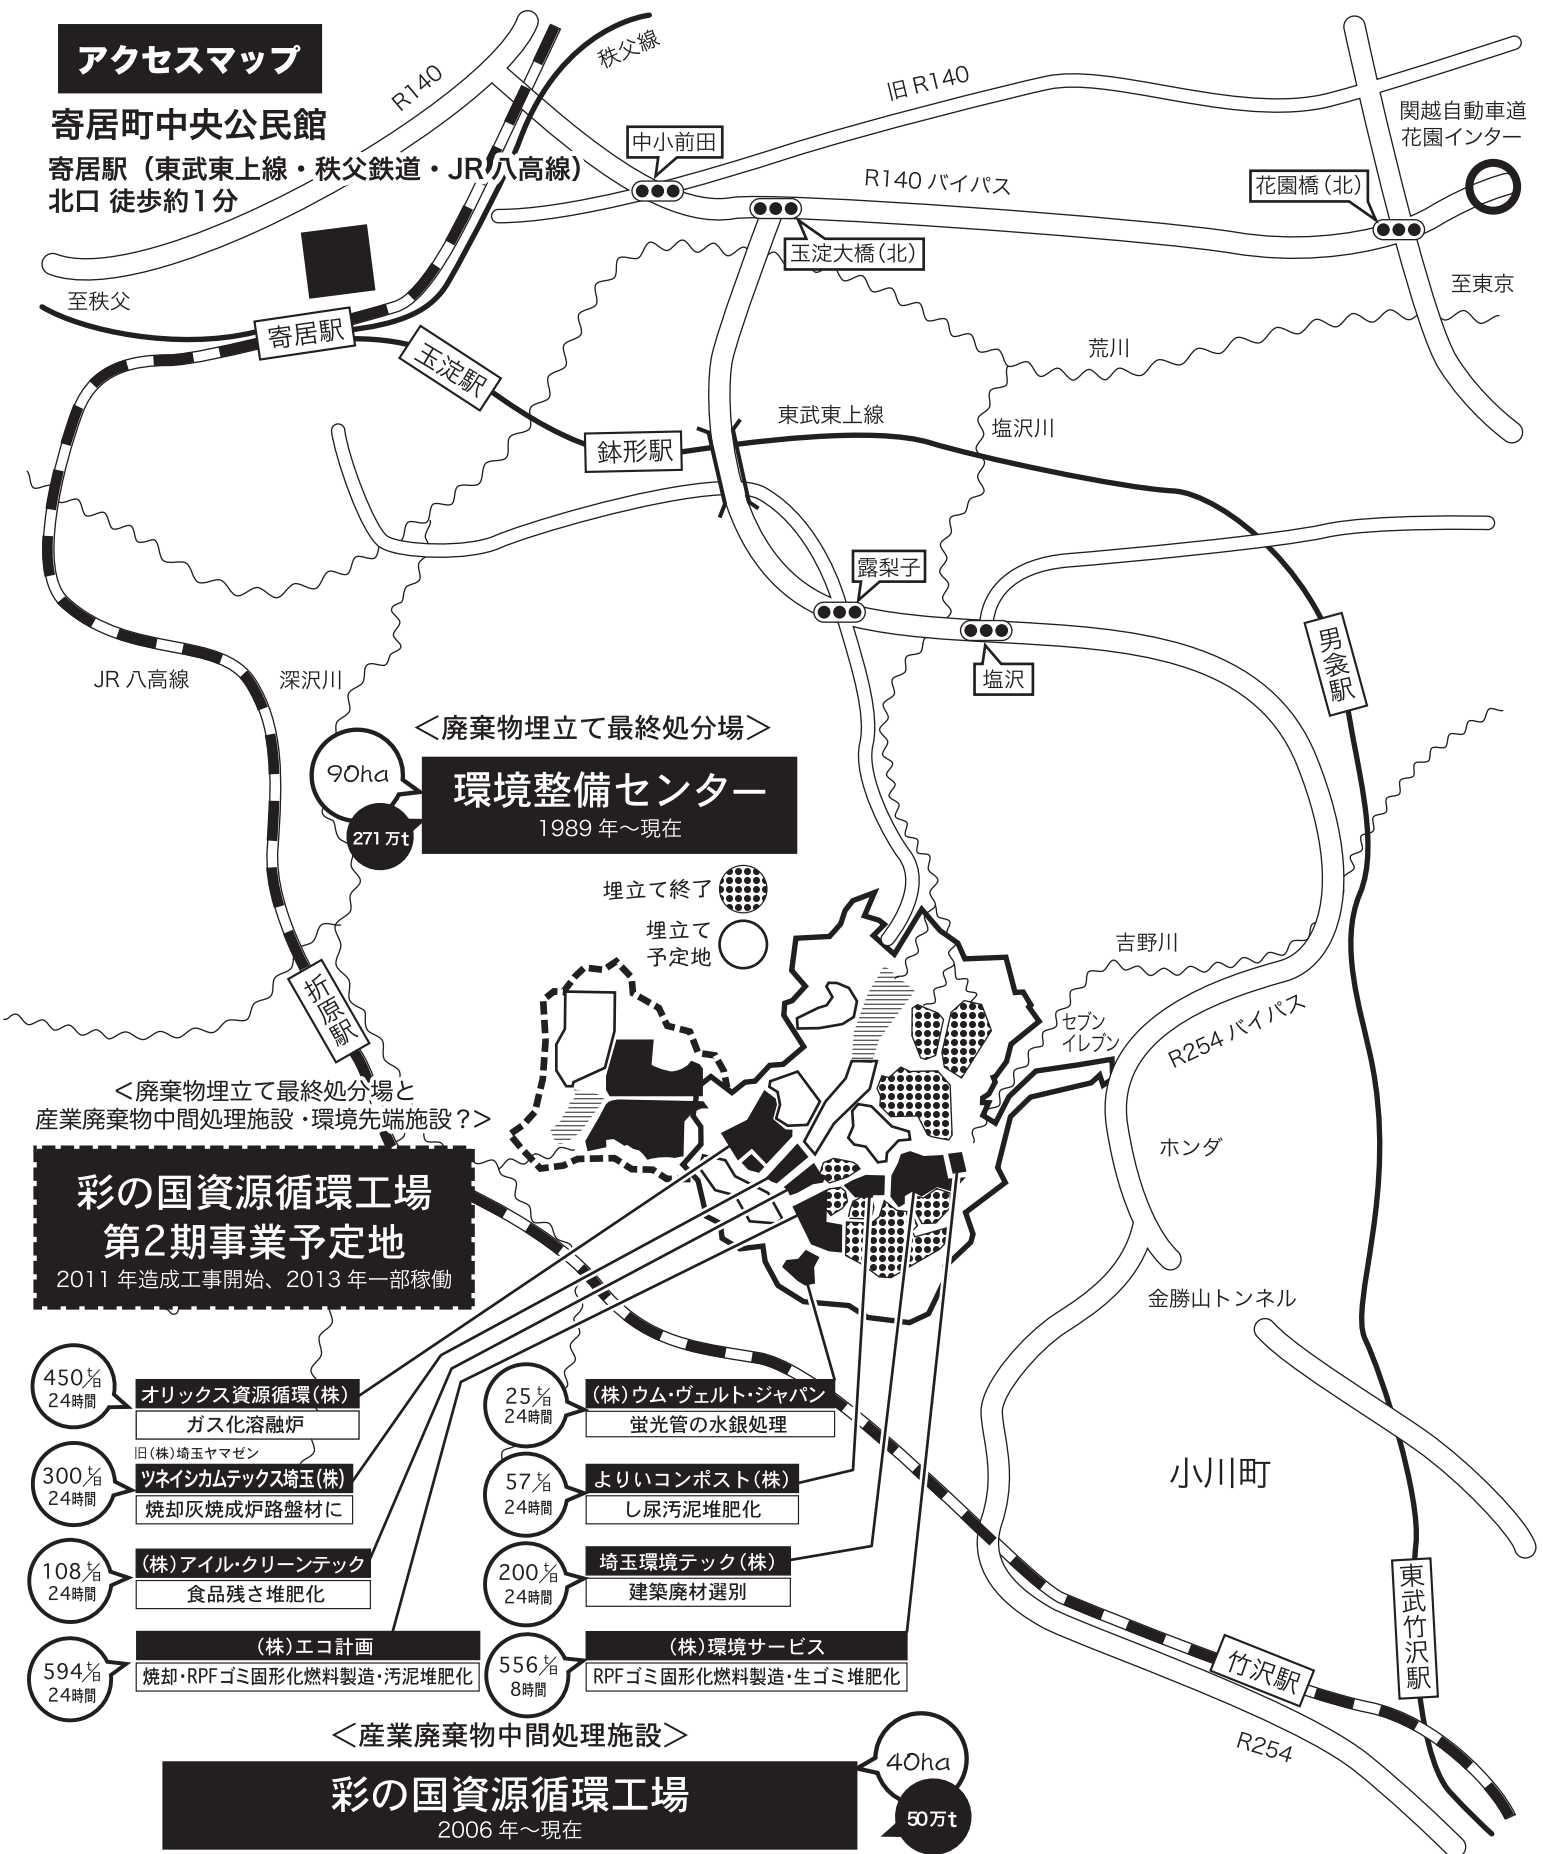 アクセスマップ
寄居町中央公民館
寄居駅（東武東上線・秩父鉄道・JR 八高線）
北口 徒歩約1分
R140
秩父線
旧 R140
中小前田
R140 バイパス
関越自動車道
花園インター
花園橋（北）
玉淀大橋（北）
至東京
至秩父
寄居駅
玉淀駅
荒川
鉢形駅
東武東上線
塩沢川
露梨子
塩沢
男衾駅
JR 八高線
深沢川
＜廃棄物埋立て最終処分場＞
90ha
271万t
環境整備センター
1989 年〜現在
埋立て終了
埋立て
予定地
吉野川
折原駅
セブン
イレブン
R254 バイパス
＜廃棄物埋立て最終処分場と
産業廃棄物中間処理施設・環境先端施設？＞
ホンダ
彩の国資源循環工場
第2期事業予定地
2011 年造成工事開始、2013 年一部稼働
金勝山トンネル
450t/日
24時間
オリックス資源循環（株）
ガス化溶融炉
25t/日
24時間
（株）ウム・ヴェルト・ジャパン
蛍光管の水銀処理
旧（株）埼玉ヤマゼン
300t/日
24時間
ツネイシカムテックス埼玉（株）
焼却灰焼成炉路盤材に
57t/日
24時間
よりいコンポスト（株）
し尿汚泥堆肥化
小川町
108t/日
24時間
（株）アイル・クリーンテック
食品残さ堆肥化
200t/日
24時間
埼玉環境テック（株）
建築廃材選別
東武竹沢駅
594t/日
24時間
（株）エコ計画
焼却・RPFゴミ固形化燃料製造・汚泥堆肥化
556t/日
8時間
（株）環境サービス
RPFゴミ固形化燃料製造・生ゴミ堆肥化
竹沢駅
R254
＜産業廃棄物中間処理施設＞
40ha
50万t
彩の国資源循環工場
2006 年〜現在